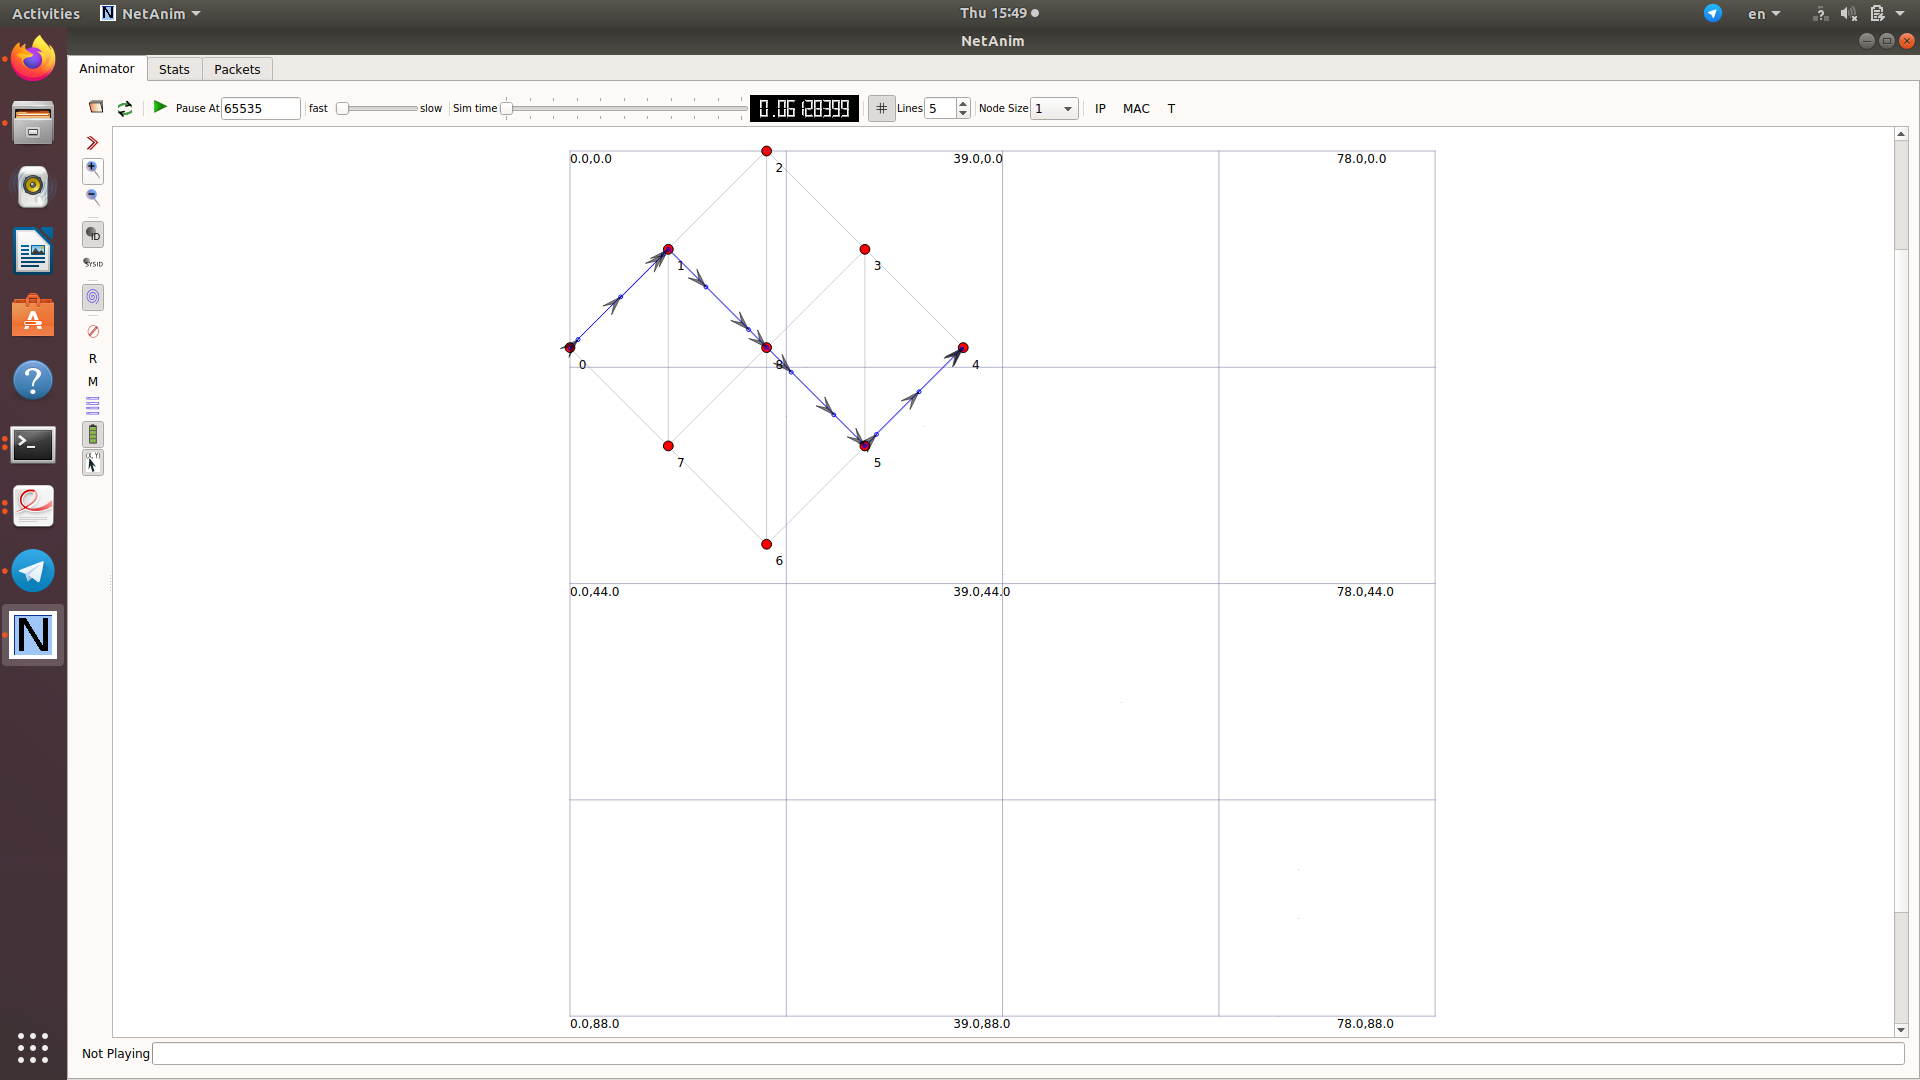 Activities NetAnim Thu 15:49 en
NetAnim
Animator Stats Packets
Pause At 65535 fast slow Sim time 0.06128399 Lines 5 Node Size 1 IP MAC T
ID
SYSID
R
M
(X, Y)
0.0,0.0 39.0,0.0 78.0,0.0
2
1 3
0 8 4
7 5
6
0.0,44.0 39.0,44.0 78.0,44.0
0.0,88.0 39.0,88.0 78.0,88.0
Not Playing